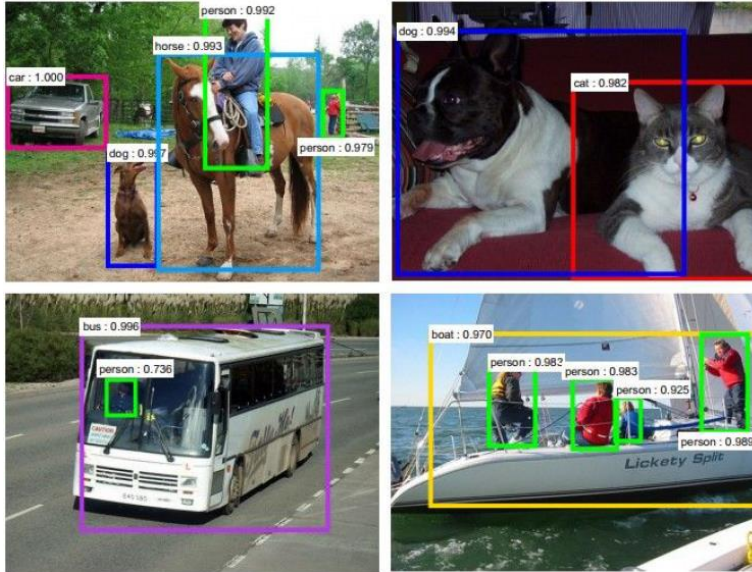 person : 0.992
horse : 0.993
car : 1.000
dog : 0.997
person : 0.979
dog : 0.994
cat : 0.982
bus : 0.996
person : 0.736
CAUTION
L
boat : 0.970
person : 0.983
person : 0.983
person : 0.925
person : 0.989
Lickety Split